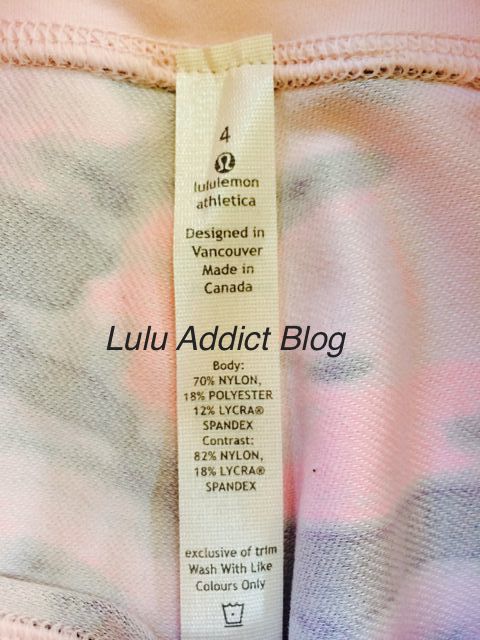 4
lululemon
athletica
Designed in
Vancouver
Made in
Canada
Lulu Addict Blog
Body:
70% NYLON,
18% POLYESTER
12% LYCRA®
SPANDEX
Contrast:
82% NYLON,
18% LYCRA®
SPANDEX
exclusive of trim
Wash With Like
Colours Only